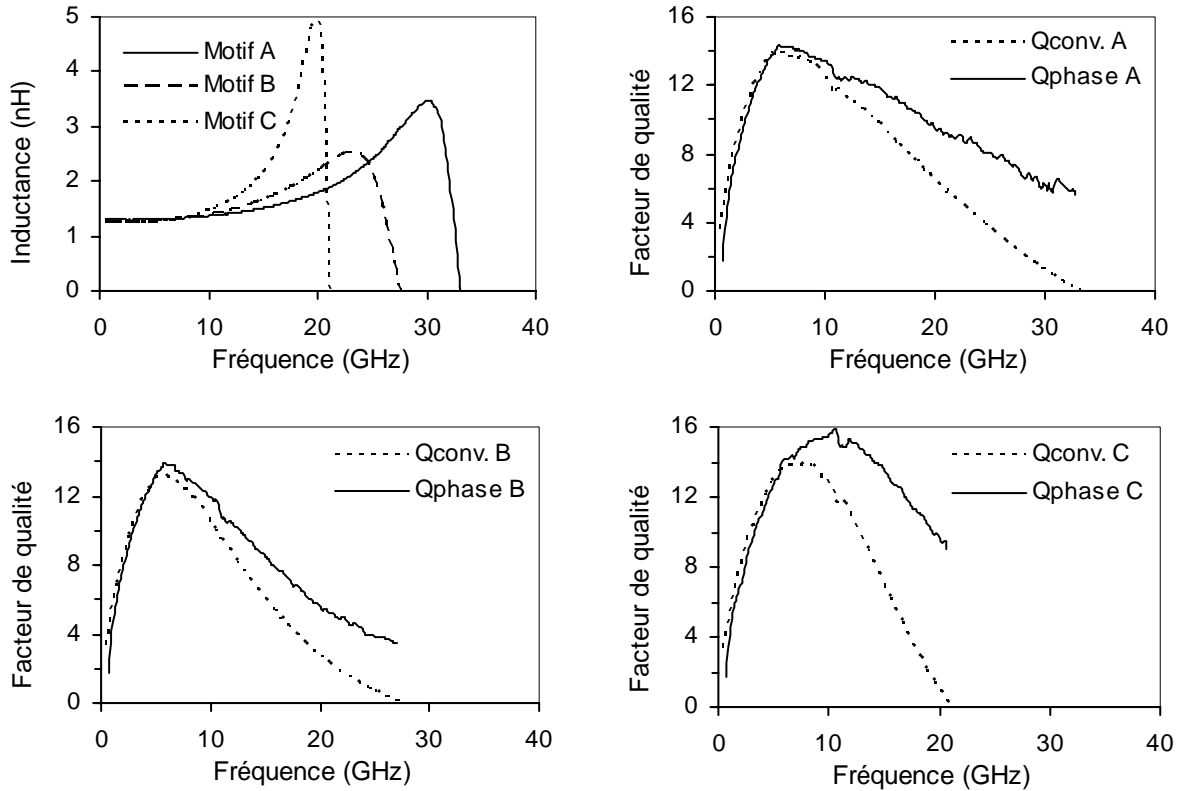 5
4
3
2
1
0
Inductance (nH)
Motif A
Motif B
Motif C
0 10 20 30 40
Fréquence (GHz)
16
12
8
4
0
Facteur de qualité
Qconv. A
Qphase A
0 10 20 30 40
Fréquence (GHz)
16
12
8
4
0
Facteur de qualité
Qconv. B
Qphase B
0 10 20 30 40
Fréquence (GHz)
16
12
8
4
0
Facteur de qualité
Qconv. C
Qphase C
0 10 20 30 40
Fréquence (GHz)